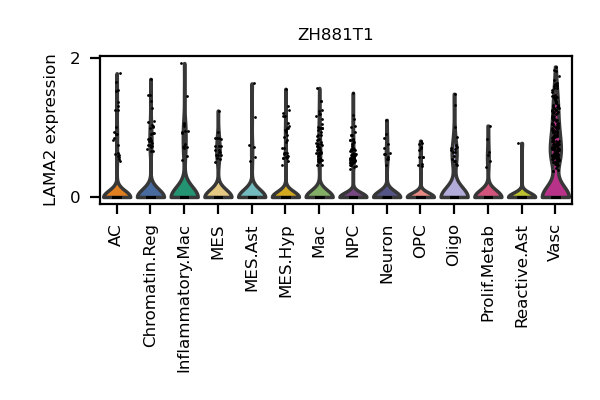 ZH881T1
LAMA2 expression
2
0
AC
Chromatin.Reg
Inflammatory.Mac
MES
MES.Ast
MES.Hyp
Mac
NPC
Neuron
OPC
Oligo
Prolif.Metab
Reactive.Ast
Vasc